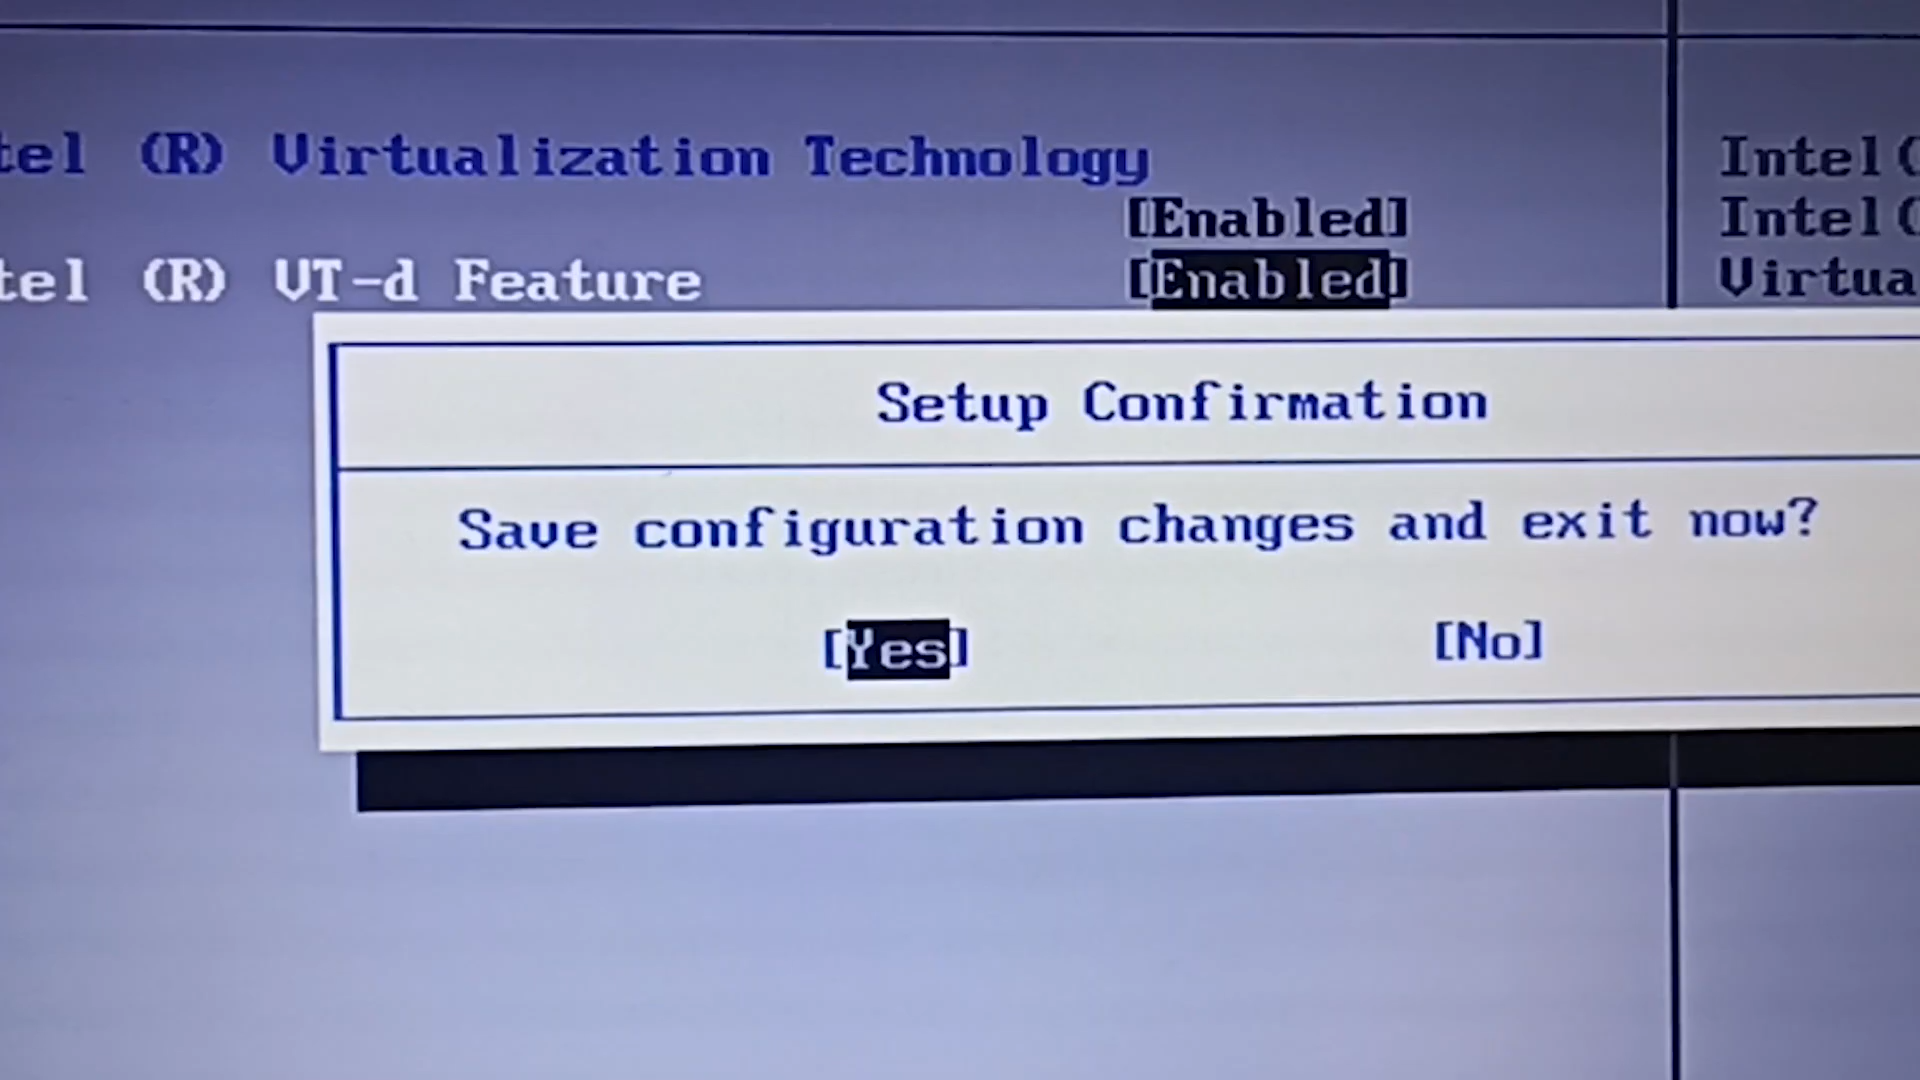 tel (R) Virtualization Technology
[Enabled]
tel (R) VT-d Feature [Enabled]
Intel(
Intel(
Virtua
Setup Confirmation
Save configuration changes and exit now?
[Yes] [No]